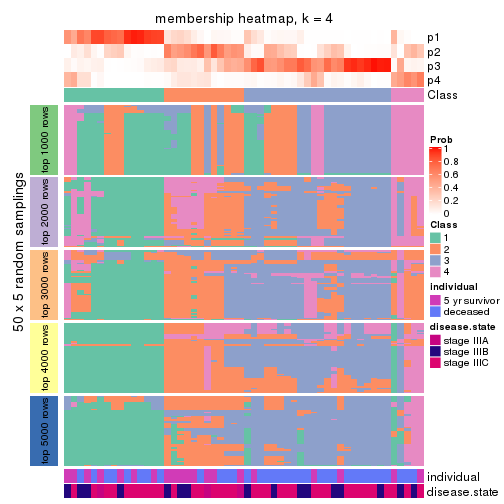 membership heatmap, k = 4
p1
p2
p3
p4
Class
50 x 5 random samplings
top 1000 rows
top 2000 rows
top 3000 rows
top 4000 rows
top 5000 rows
individual
disease.state
Prob
1
0.8
0.6
0.4
0.2
0
Class
1
2
3
4
individual
5 yr survivor
deceased
disease.state
stage IIIA
stage IIIB
stage IIIC